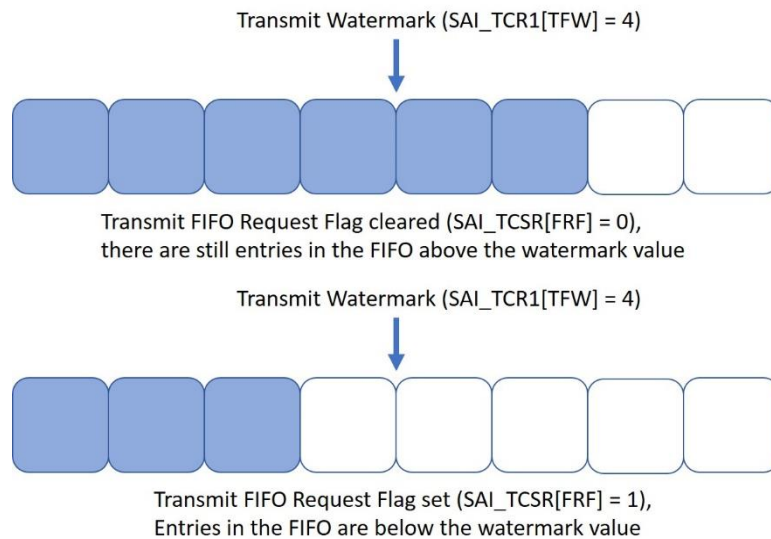 Transmit Watermark (SAI_TCR1[TFW] = 4)
Transmit FIFO Request Flag cleared (SAI_TCSR[FRF] = 0),
there are still entries in the FIFO above the watermark value
Transmit Watermark (SAI_TCR1[TFW] = 4)
Transmit FIFO Request Flag set (SAI_TCSR[FRF] = 1),
Entries in the FIFO are below the watermark value